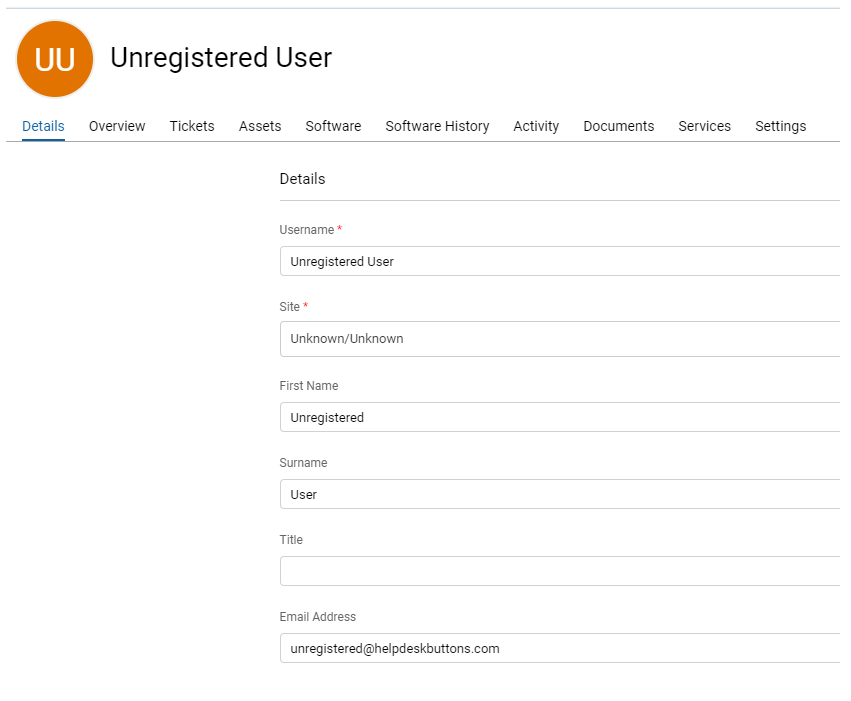 UU
Unregistered User
Details Overview Tickets Assets Software Software History Activity Documents Services Settings
Details
Username *
Unregistered User
Site *
Unknown/Unknown
First Name
Unregistered
Surname
User
Title
Email Address
unregistered@helpdeskbuttons.com